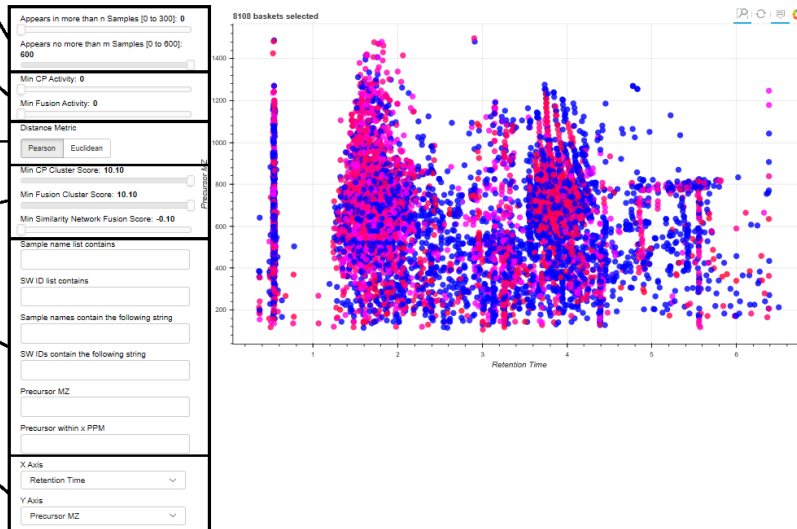 Appears in more than n Samples [0 to 300]: 0
Appears no more than m Samples [0 to 600]:
600
Min CP Activity: 0
Min Fusion Activity: 0
Distance Metric
Pearson Euclidean
Min CP Cluster Score: 10.10
Min Fusion Cluster Score: 10.10
Min Similarity Network Fusion Score: -0.10
Sample name list contains
SW ID list contains
Sample names contain the following string
SW IDs contain the following string
Precursor MZ
Precursor within x PPM
X Axis
Retention Time
Y Axis
Precursor MZ
8108 baskets selected
Precursor MZ
1400
1200
1000
800
600
400
200
1 2 3 4 5 6
Retention Time